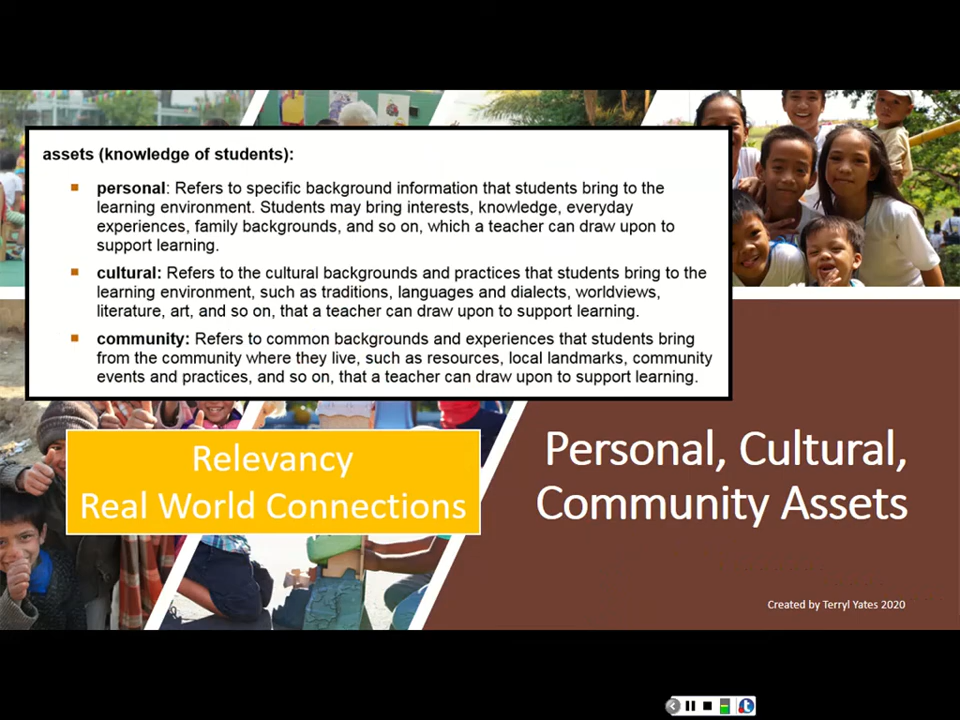 assets (knowledge of students):
▪ personal: Refers to specific background information that students bring to the
learning environment. Students may bring interests, knowledge, everyday
experiences, family backgrounds, and so on, which a teacher can draw upon to
support learning.
▪ cultural: Refers to the cultural backgrounds and practices that students bring to the
learning environment, such as traditions, languages and dialects, worldviews,
literature, art, and so on, that a teacher can draw upon to support learning.
▪ community: Refers to common backgrounds and experiences that students bring
from the community where they live, such as resources, local landmarks, community
events and practices, and so on, that a teacher can draw upon to support learning.
Relevancy
Real World Connections
Personal, Cultural,
Community Assets
Created by Terryl Yates 2020